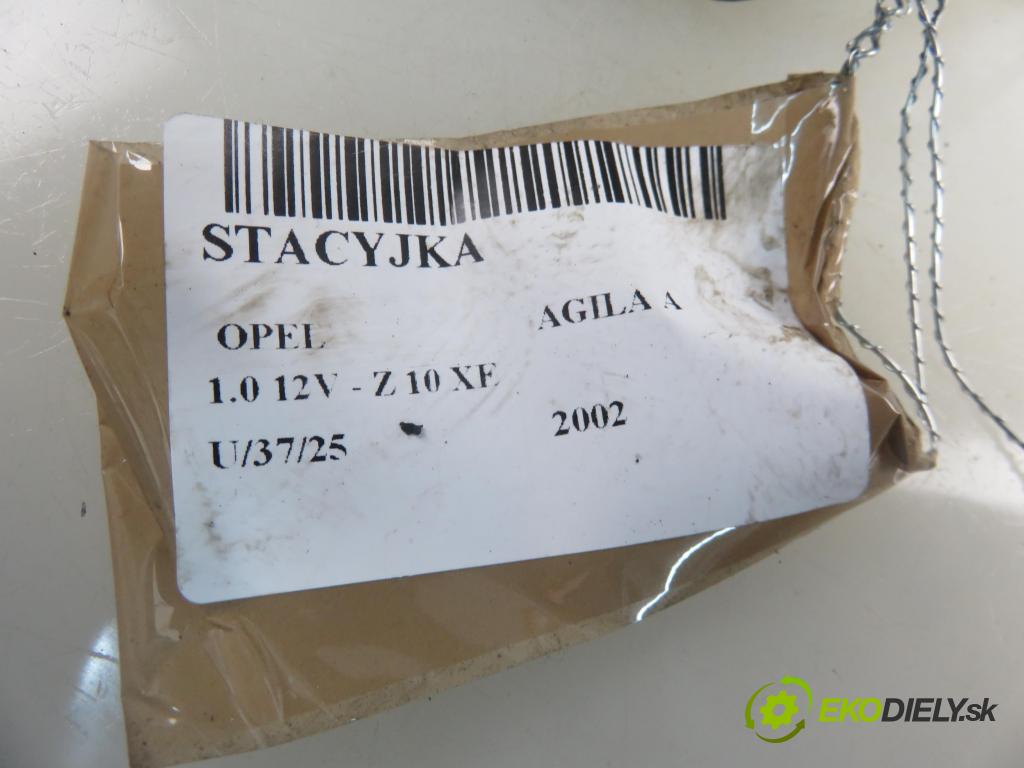 STACYJKA
OPEL AGILA A
1.0 12V - Z 10 XE
U/37/25 2002
EKODIELY.sk